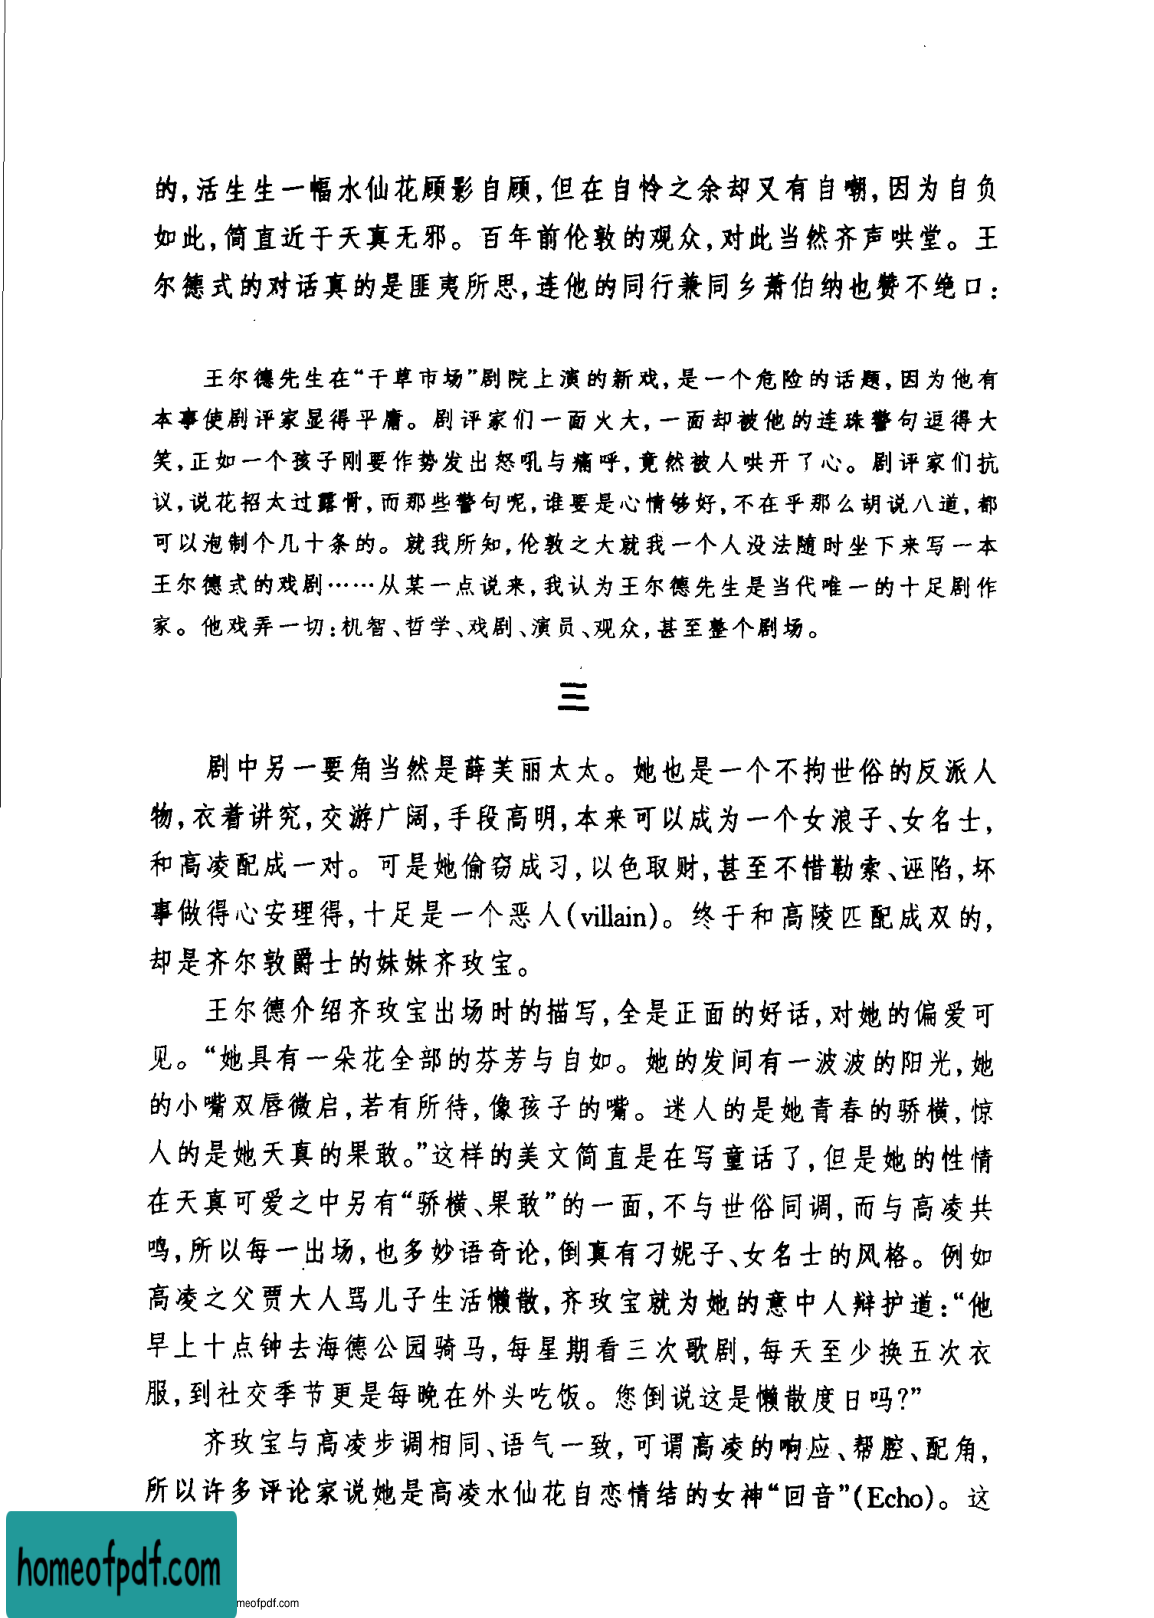 的,活生生一幅水仙花顾影自顾,但在自怜之余却又有自嘲,因为自负
如此,简直近于天真无邪。百年前伦敦的观众,对此当然齐声哄堂。王
尔德式的对话真的是匪夷所思,连他的同行兼同乡萧伯纳也赞不绝口:
王尔德先生在“干草市场”剧院上演的新戏,是一个危险的话题,因为他有
本事使剧评家显得平庸。剧评家们一面火大,一面却被他的连珠警句逗得大
笑,正如一个孩子刚要作势发出怒吼与痛呼,竟然被人哄开了心。剧评家们抗
议,说花招太过露骨,而那些警句呢,谁要是心情够好,不在乎那么胡说八道,都
可以泡制个几十条的。就我所知,伦敦之大就我一个人没法随时坐下来写一本
王尔德式的戏剧……从某一点说来,我认为王尔德先生是当代唯一的十足剧作
家。他戏弄一切:机智、哲学、戏剧、演员、观众,甚至整个剧场。
三
剧中另一要角当然是薛芙丽太太。她也是一个不拘世俗的反派人
物,衣着讲究,交游广阔,手段高明,本来可以成为一个女浪子、女名士,
和高凌配成一对。可是她偷窃成习,以色取财,甚至不惜勒索、诬陷,坏
事做得心安理得,十足是一个恶人(villain)。终于和高陵匹配成双的,
却是齐尔敦爵士的妹妹齐玫宝。
王尔德介绍齐玫宝出场时的描写,全是正面的好话,对她的偏爱可
见。“她具有一朵花全部的芬芳与自如。她的发间有一波波的阳光,她
的小嘴双唇微启,若有所待,像孩子的嘴。迷人的是她青春的骄横,惊
人的是她天真的果敢。”这样的美文简直是在写童话了,但是她的性情
在天真可爱之中另有“骄横、果敢”的一面,不与世俗同调,而与高凌共
鸣,所以每一出场,也多妙语奇论,倒真有刁妮子、女名士的风格。例如
高凌之父贾大人骂儿子生活懒散,齐玫宝就为她的意中人辩护道:“他
早上十点钟去海德公园骑马,每星期看三次歌剧,每天至少换五次衣
服,到社交季节更是每晚在外头吃饭。您倒说这是懒散度日吗?”
齐玫宝与高凌步调相同、语气一致,可谓高凌的响应、帮腔、配角,
所以许多评论家说她是高凌水仙花自恋情结的女神“回音”(Echo)。这
homeofpdf.com
meofpdf.com